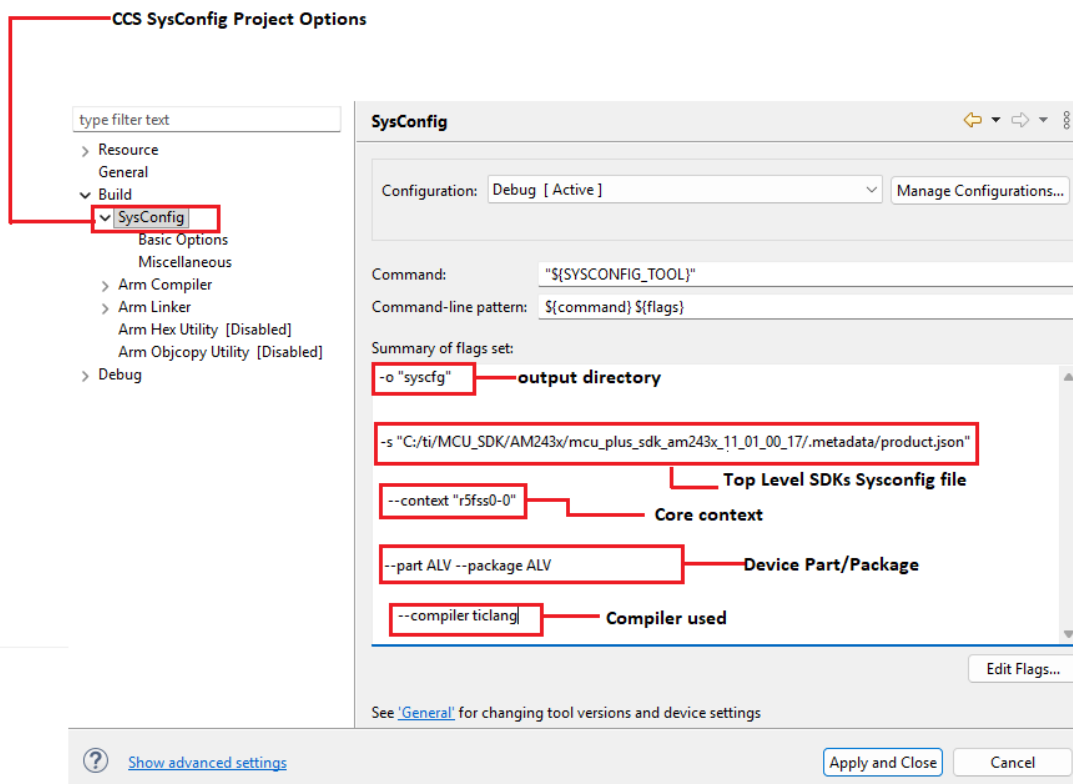 CCS SysConfig Project Options
type filter text
Resource
General
Build
SysConfig
Basic Options
Miscellaneous
Arm Compiler
Arm Linker
Arm Hex Utility [Disabled]
Arm Objcopy Utility [Disabled]
Debug
SysConfig
Configuration: Debug [ Active ] Manage Configurations...
Command: "${SYSCONFIG_TOOL}"
Command-line pattern: ${command} ${flags}
Summary of flags set:
-o "syscfg" output directory
-s "C:/ti/MCU_SDK/AM243x/mcu_plus_sdk_am243x_11_01_00_17/.metadata/product.json"
Top Level SDKs Sysconfig file
--context "r5fss0-0"
Core context
--part ALV --package ALV Device Part/Package
--compiler ticlang Compiler used
Edit Flags...
See 'General' for changing tool versions and device settings
? Show advanced settings Apply and Close Cancel